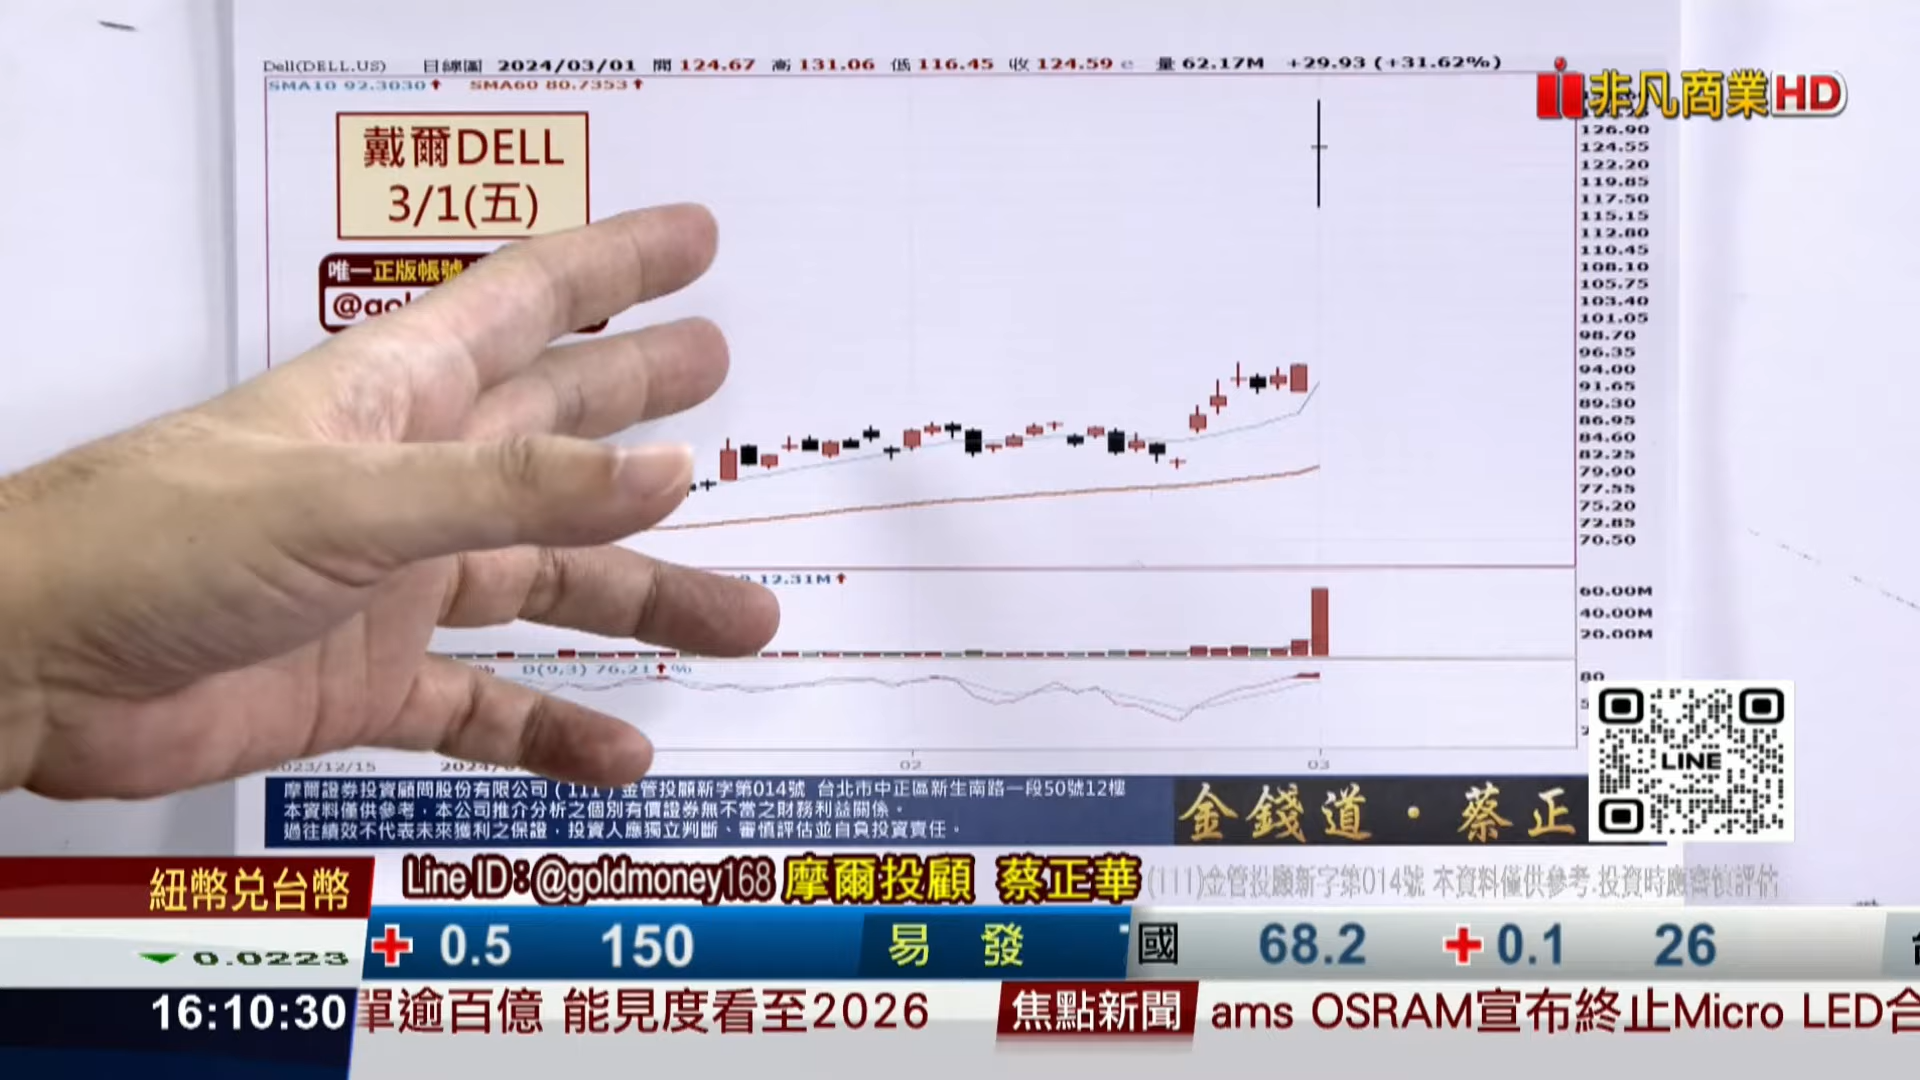 Dell(DELL.US) 日線圖 2024/03/01 開 124.67 高 131.06 低 116.45 收 124.59 c 量 62.17M +29.93 (+31.62%)
SMA10 92.3030↑ SMA60 80.7353↑
非凡商業HD
戴爾DELL
3/1(五)
唯一正版帳號
@gol
126.90
124.55
122.20
119.85
117.50
115.15
112.80
110.45
108.10
105.75
103.40
101.05
98.70
96.35
94.00
91.65
89.30
86.95
84.60
82.25
79.90
77.55
75.20
72.85
70.50
12.31M↑
60.00M
40.00M
20.00M
% D(9,3) 76.21↑%
80
2023/12/15 2024/ 02 03
LINE
摩爾證券投資顧問股份有限公司(111)金管投顧新字第014號 台北市中正區新生南路一段50號12樓
本資料僅供參考,本公司推介分析之個別有價證券無不當之財務利益關係。
過往績效不代表未來獲利之保證,投資人應獨立判斷、審慎評估並自負投資責任。
金錢道·蔡正
紐幣兌台幣
Line ID:@goldmoney168 摩爾投顧 蔡正華 (111)金管投顧新字第014號 本資料僅供參考.投資時應審慎評估
▼ 0.0223
+ 0.5 150 易發 國 68.2 + 0.1 26
16:10:30 單逾百億 能見度看至2026 焦點新聞 ams OSRAM宣布終止Micro LED合